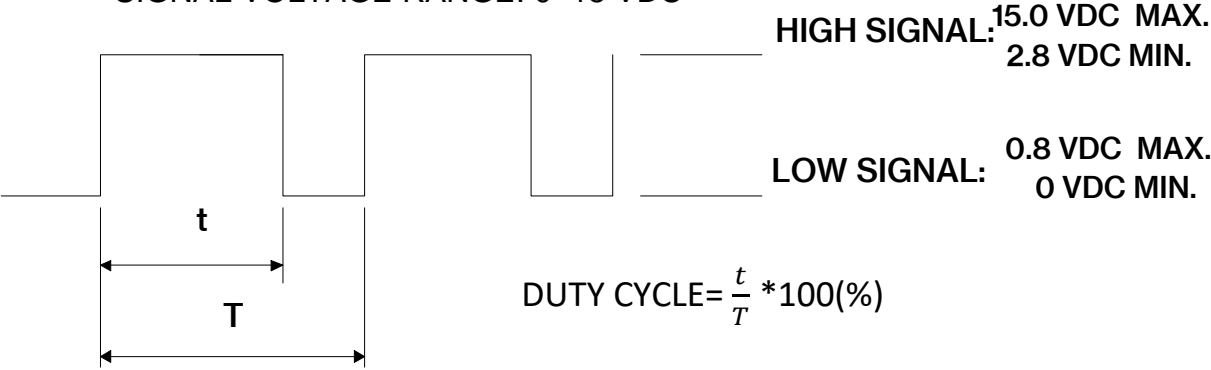 HIGH SIGNAL: 15.0 VDC MAX.
2.8 VDC MIN.
LOW SIGNAL: 0.8 VDC MAX.
0 VDC MIN.
t
DUTY CYCLE= t/T *100(%)
T